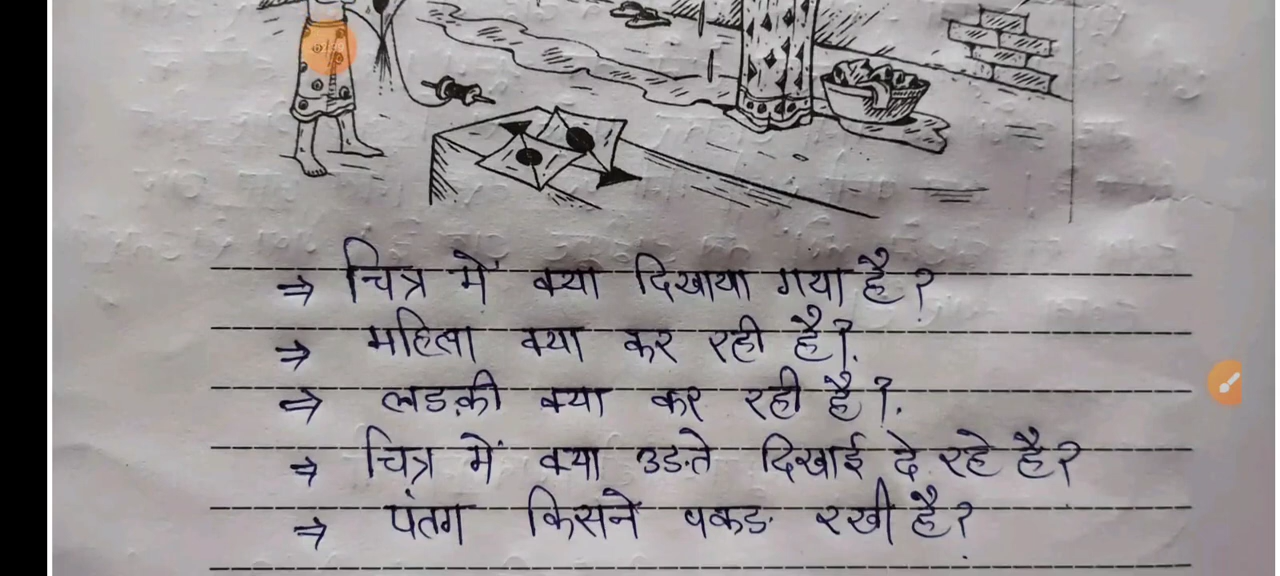 ⇒ चित्र में क्या दिखाया गया है?
⇒ महिला क्या कर रही है?.
⇒ लड़की क्या कर रही है?.
⇒ चित्र में क्या उड़ते दिखाई दे रहे है?
⇒ पंतग किसनें पकड़ रखी है?